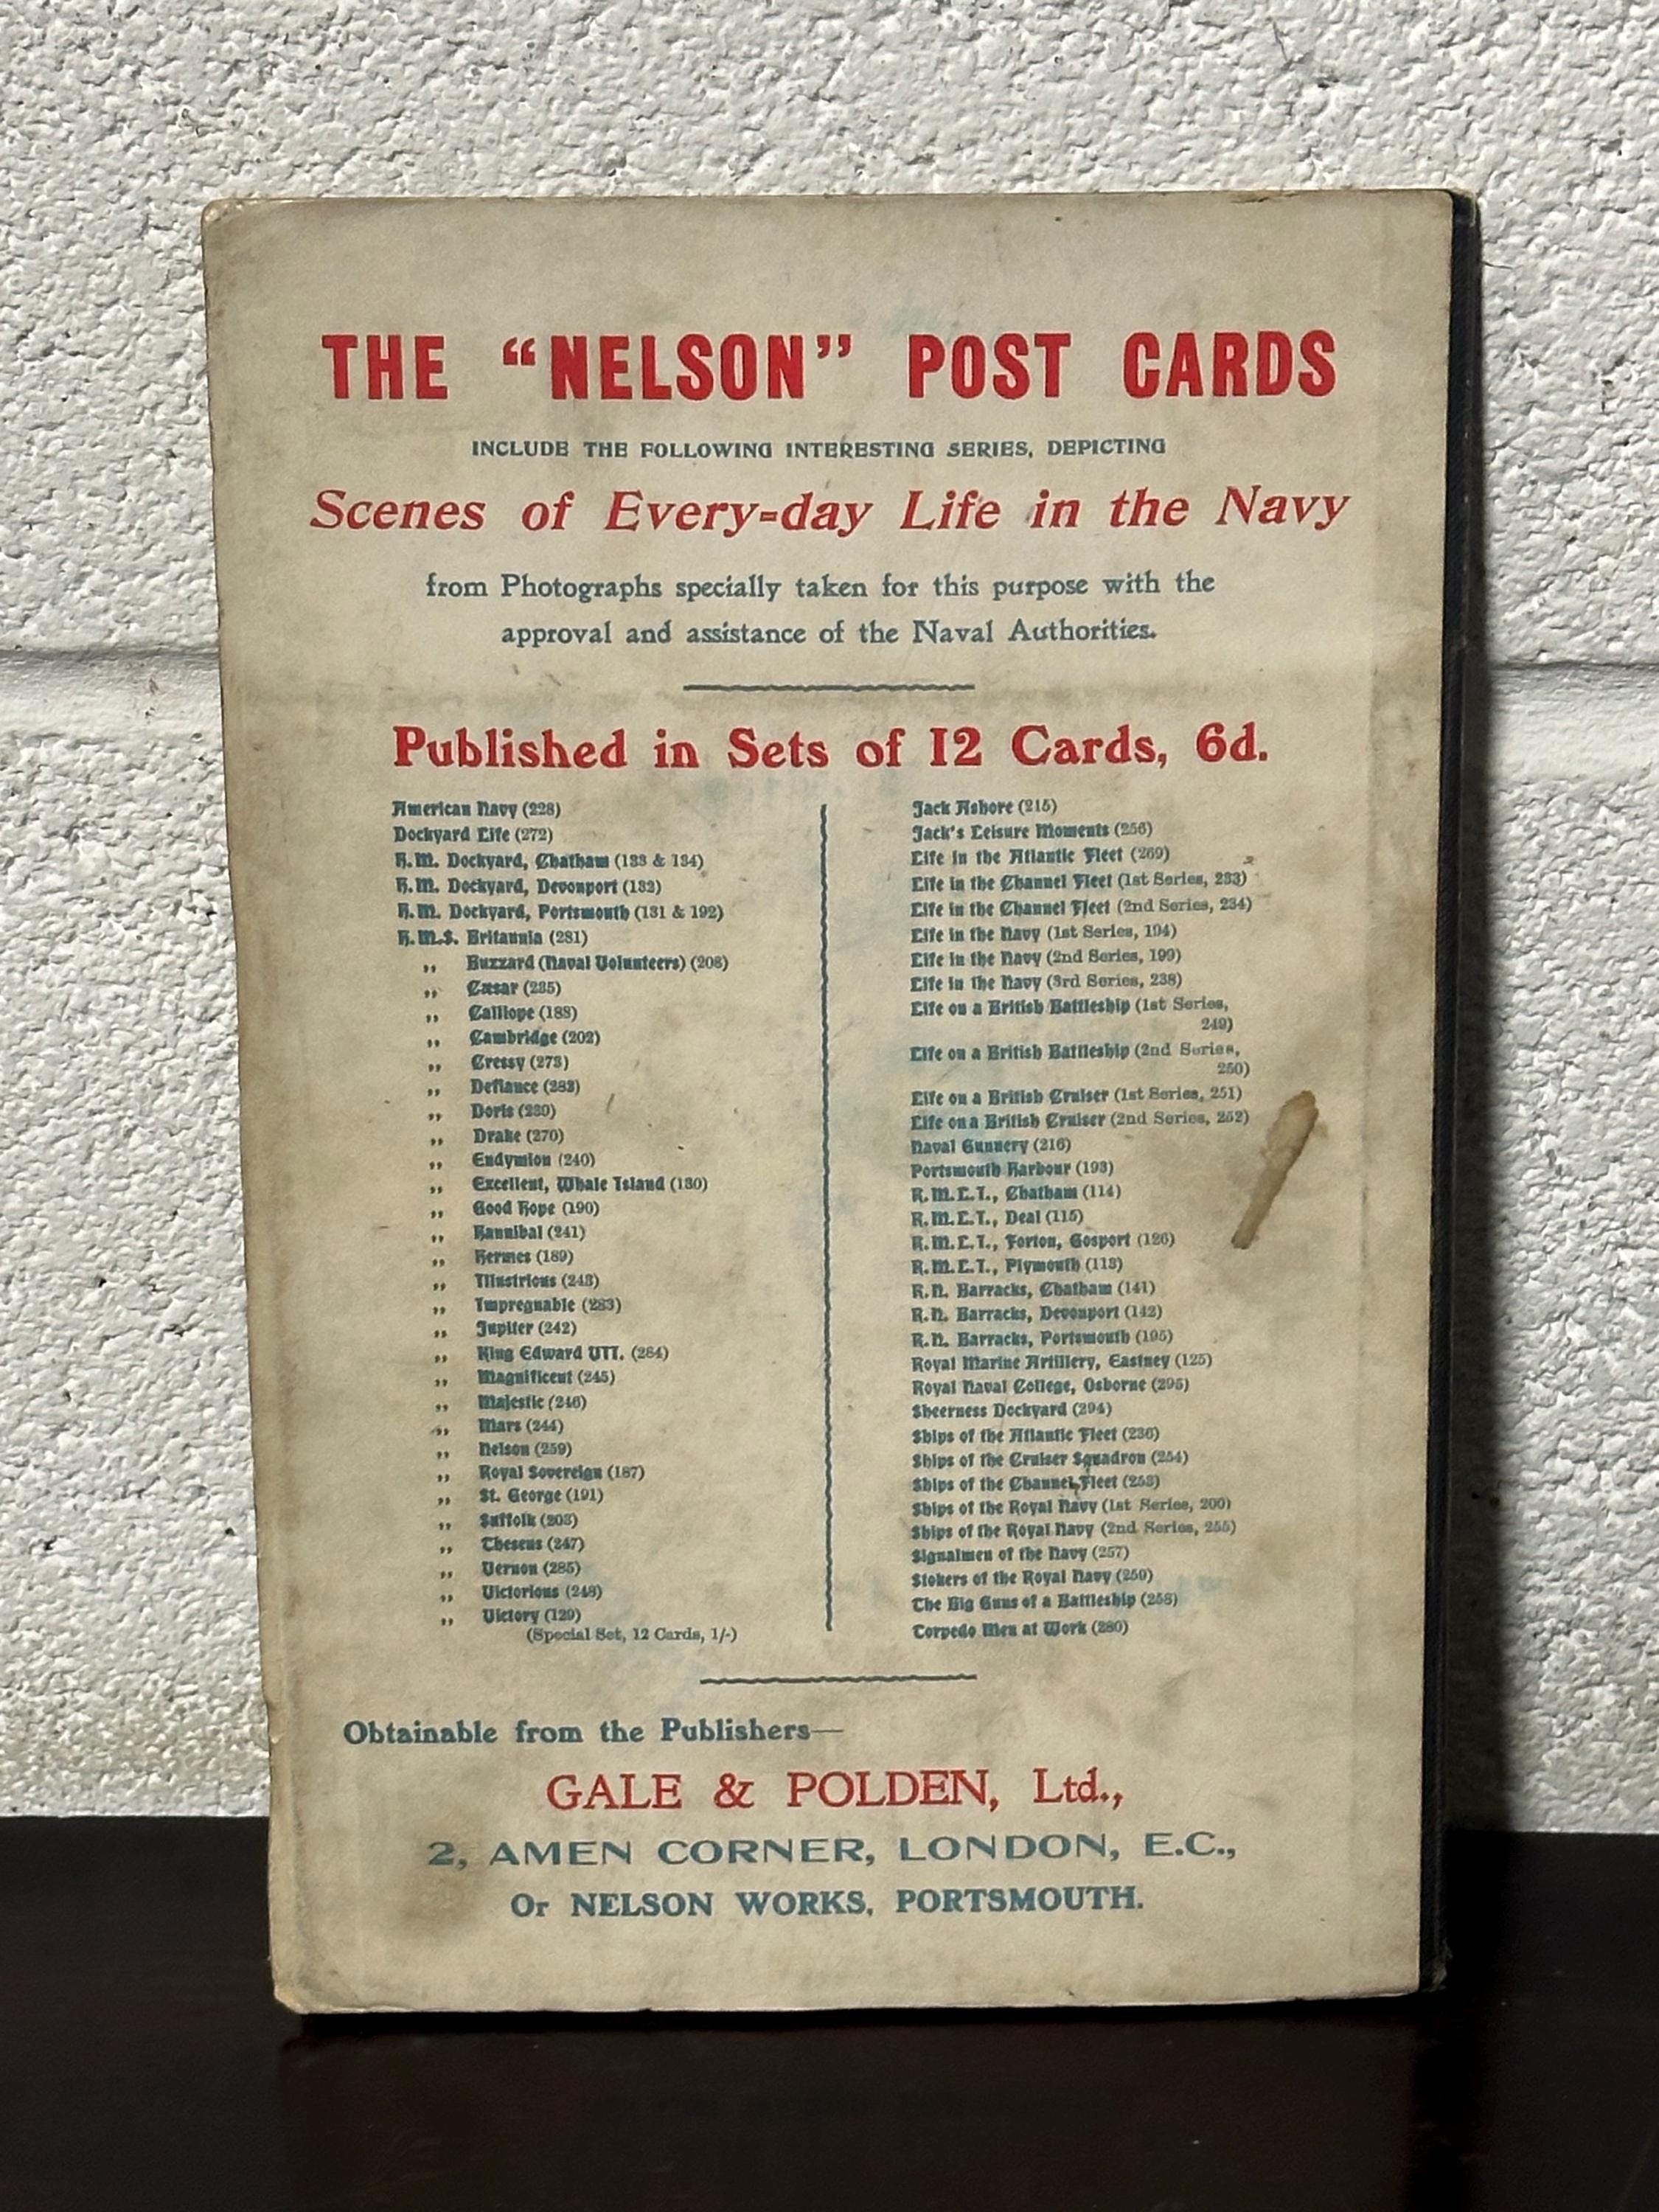 THE “NELSON” POST CARDS
INCLUDE THE FOLLOWING INTERESTING SERIES, DEPICTING
Scenes of Every-day Life in the Navy
from Photographs specially taken for this purpose with the
approval and assistance of the Naval Authorities.
Published in Sets of 12 Cards, 6d.
American Navy (228)
Dockyard Life (272)
H.M. Dockyard, Chatham (133 & 134)
H.M. Dockyard, Devonport (132)
H.M. Dockyard, Portsmouth (131 & 192)
H.M.S. Britannia (281)
„ Buzzard (Naval Volunteers) (208)
„ Cæsar (235)
„ Calliope (188)
„ Cambridge (202)
„ Cressy (273)
„ Defiance (282)
„ Doris (230)
„ Drake (270)
„ Endymion (240)
„ Excellent, Whale Island (130)
„ Good Hope (190)
„ Hannibal (241)
„ Hermes (189)
„ Illustrious (243)
„ Impregnable (283)
„ Jupiter (242)
„ King Edward VII. (284)
„ Magnificent (245)
„ Majestic (246)
„ Mars (244)
„ Nelson (259)
„ Royal Sovereign (187)
„ St. George (191)
„ Suffolk (203)
„ Theseus (247)
„ Vernon (285)
„ Victorious (248)
„ Victory (129)
(Special Set, 12 Cards, 1/-)
Jack Ashore (215)
Jack's Leisure Moments (256)
Life in the Atlantic Fleet (269)
Life in the Channel Fleet (1st Series, 233)
Life in the Channel Fleet (2nd Series, 234)
Life in the Navy (1st Series, 194)
Life in the Navy (2nd Series, 199)
Life in the Navy (3rd Series, 238)
Life on a British Battleship (1st Series,
249)
Life on a British Battleship (2nd Series,
250)
Life on a British Cruiser (1st Series, 251)
Life on a British Cruiser (2nd Series, 252)
Naval Gunnery (216)
Portsmouth Harbour (193)
R.M.L.I., Chatham (114)
R.M.L.I., Deal (115)
R.M.L.I., Forton, Gosport (126)
R.M.L.I., Plymouth (113)
R.N. Barracks, Chatham (141)
R.N. Barracks, Devonport (142)
R.N. Barracks, Portsmouth (195)
Royal Marine Artillery, Eastney (125)
Royal Naval College, Osborne (295)
Sheerness Dockyard (294)
Ships of the Atlantic Fleet (236)
Ships of the Cruiser Squadron (254)
Ships of the Channel Fleet (253)
Ships of the Royal Navy (1st Series, 200)
Ships of the Royal Navy (2nd Series, 255)
Signalmen of the Navy (257)
Stokers of the Royal Navy (259)
The Big Guns of a Battleship (258)
Torpedo Men at Work (280)
Obtainable from the Publishers—
GALE & POLDEN, Ltd.,
2, AMEN CORNER, LONDON, E.C.,
Or NELSON WORKS, PORTSMOUTH.